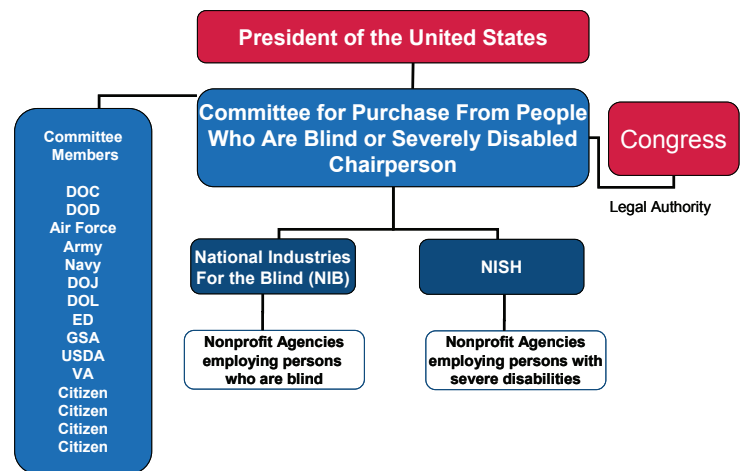 President of the United States
Committee for Purchase From People
Who Are Blind or Severely Disabled
Chairperson
Congress
Legal Authority
Committee
Members
DOC
DOD
Air Force
Army
Navy
DOJ
DOL
ED
GSA
USDA
VA
Citizen
Citizen
Citizen
Citizen
National Industries
For the Blind (NIB)
NISH
Nonprofit Agencies
employing persons
who are blind
Nonprofit Agencies
employing persons with
severe disabilities